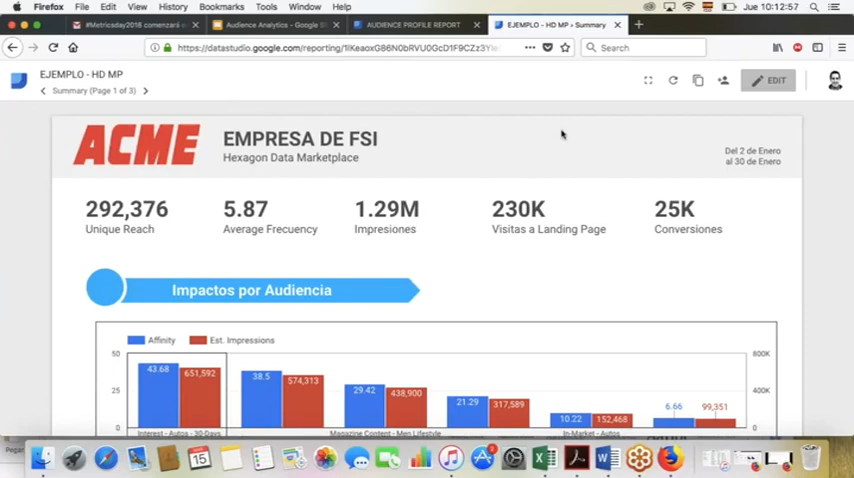 Firefox File Edit View History Bookmarks Tools Window Help Jue 10:12:57
#Metricsday2018 comenzará Audience Analytics - Google Sl AUDIENCE PROFILE REPORT EJEMPLO - HD MP › Summary
https://datastudio.google.com/reporting/ Search
EJEMPLO - HD MP
Summary (Page 1 of 3)
EDIT
ACME
EMPRESA DE FSI
Hexagon Data Marketplace
Del 2 de Enero
al 30 de Enero
292,376 5.87 1.29M 230K 25K
Unique Reach Average Frecuency Impresiones Visitas a Landing Page Conversiones
Impactos por Audiencia
Affinity Est. Impressions
50 800K
43.68 651,592 38.5 574,313 29.42 438,900 21.29 317,589 10.22 152,468 6.66 99,351
25 400K
0 0
Interest - Autos - 30-Days Magazine Content - Men Lifestyle In-Market - Autos
15